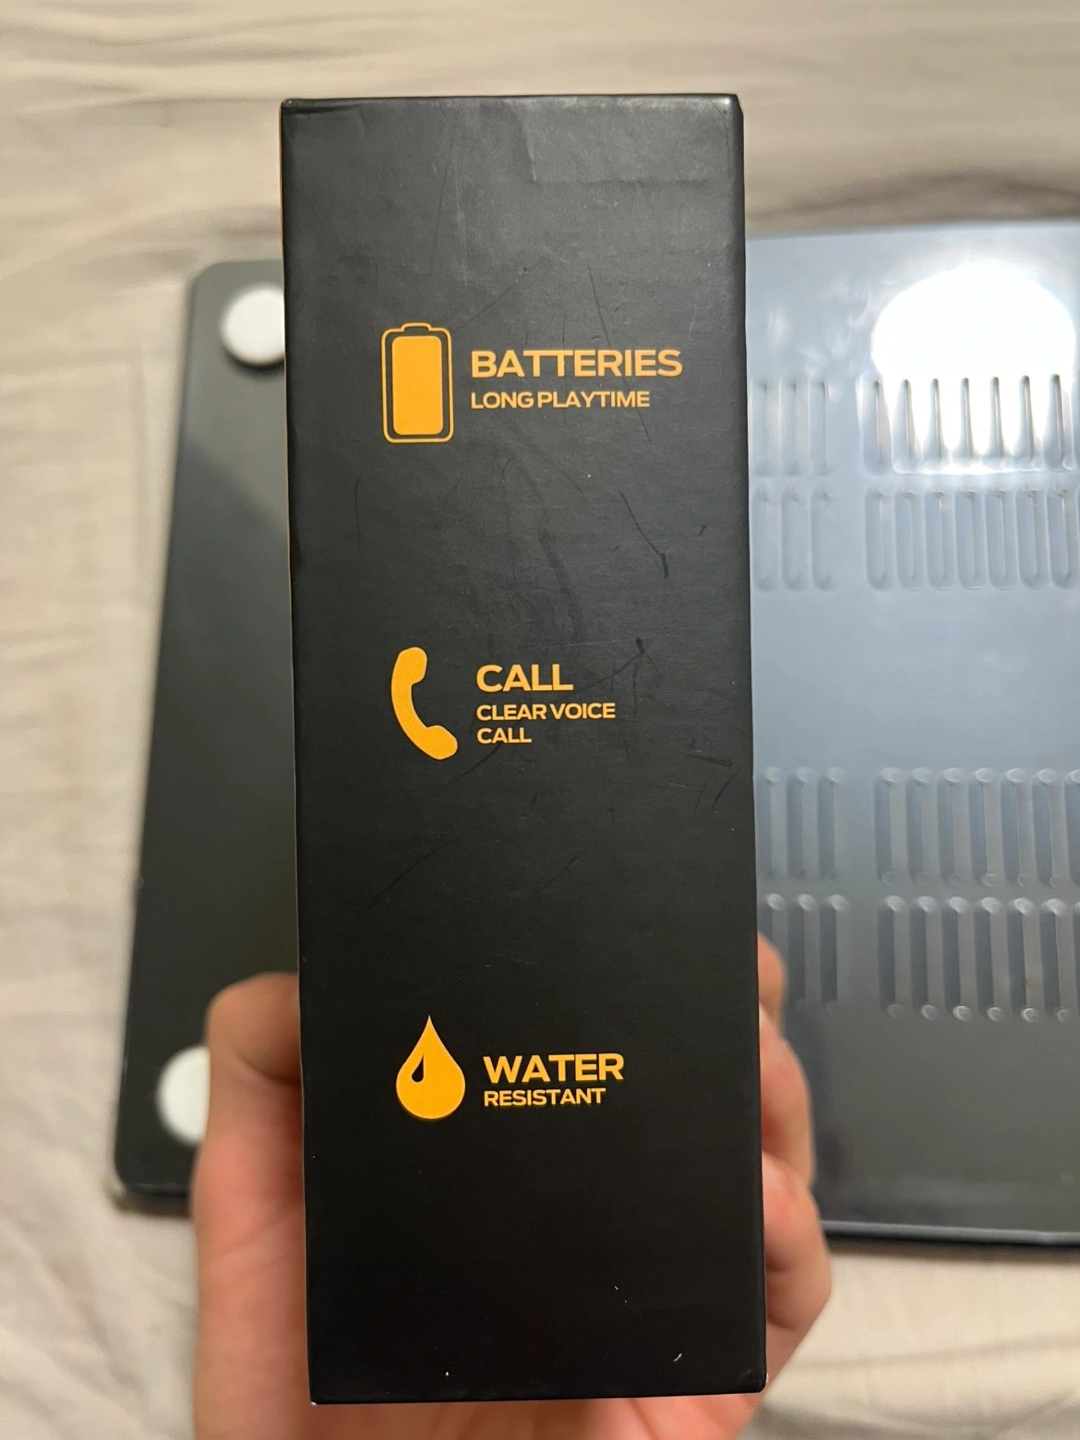 BATTERIES
LONG PLAYTIME
CALL
CLEAR VOICE
CALL
WATER
RESISTANT